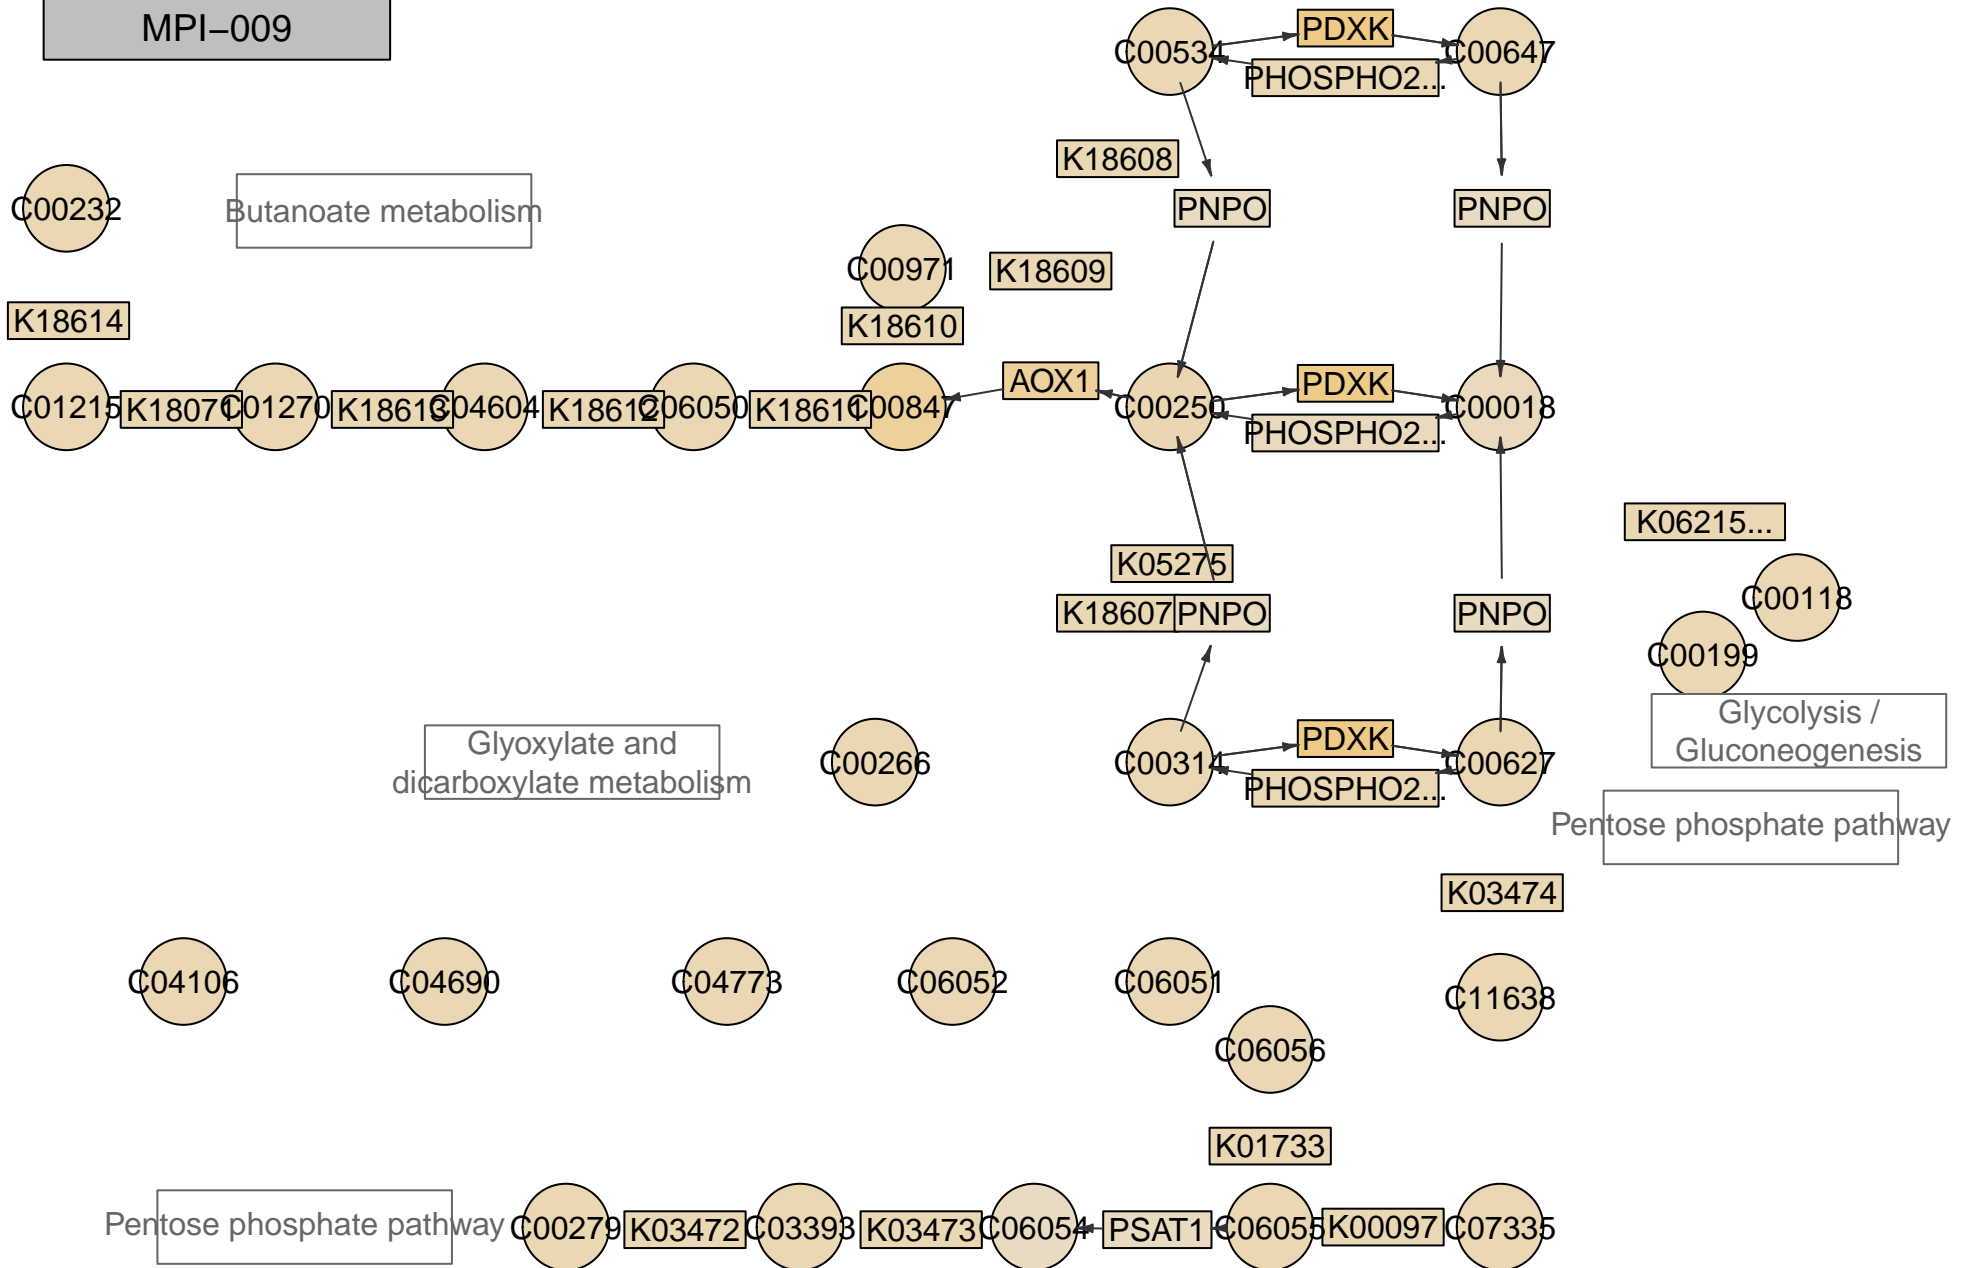 MPI−009
C00534
PDXK
C00647
PHOSPHO2...
K18608
C00232
Butanoate metabolism
PNPO
PNPO
C00971
K18609
K18614
K18610
AOX1
PDXK
C01215
K18071
C01270
K18613
C04604
K18612
C06050
K18611
C00847
C00250
C00018
PHOSPHO2...
K06215...
K05275
C00118
K18607
PNPO
PNPO
C00199
Glycolysis /
Gluconeogenesis
Glyoxylate and
dicarboxylate metabolism
C00266
C00314
PDXK
C00627
PHOSPHO2...
Pentose phosphate pathway
K03474
C04106
C04690
C04773
C06052
C06051
C11638
C06056
K01733
Pentose phosphate pathway
C00279
K03472
C03393
K03473
C06054
PSAT1
C06055
K00097
C07335